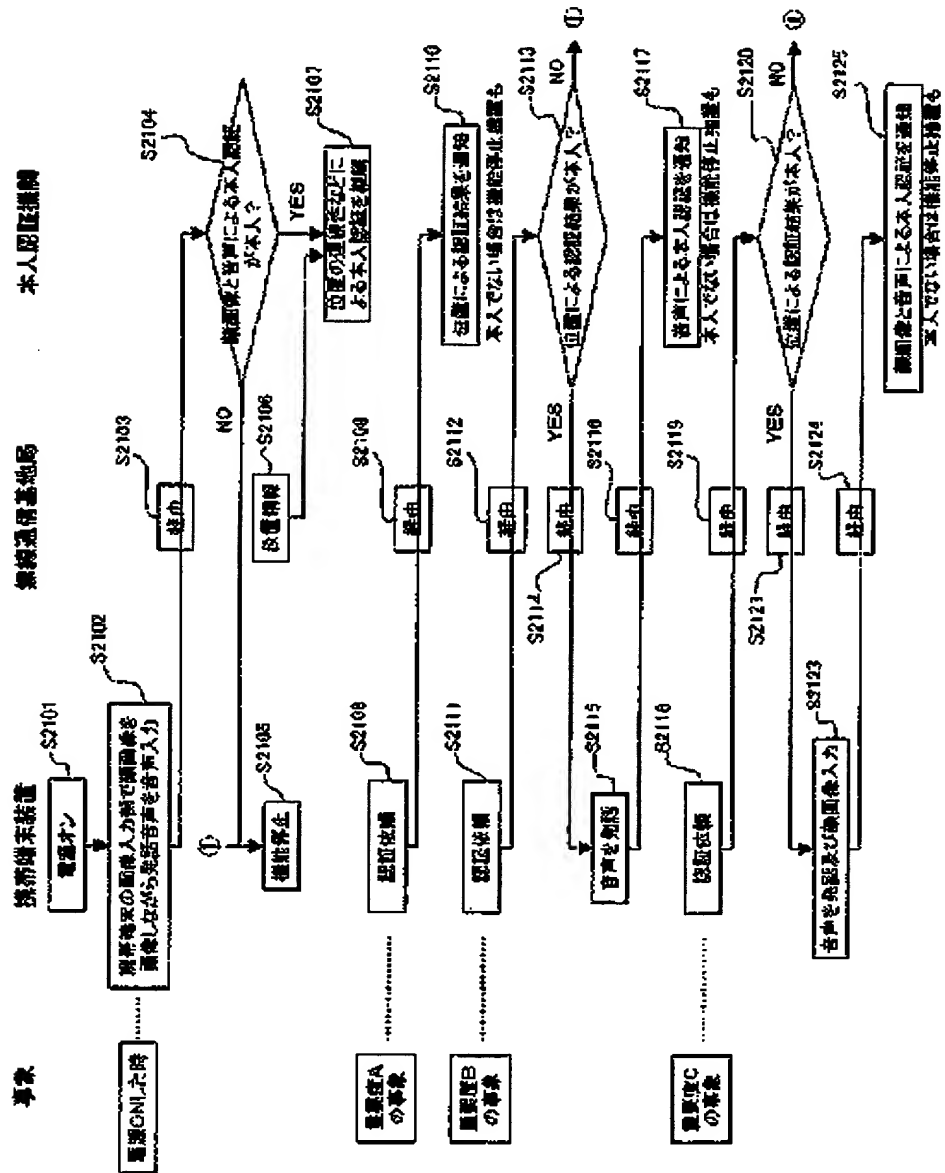 事象
携帯端末装置
無線通信基地局
本人認証機関
電源ONした時
電源オン
S2101
携帯端末の画像入力部で顔画像を
画像しながら発話音声を音声入力
S2102
経由
S2103
顔画像と音声による本人認証
が本人?
S2104
NO
YES
①
機能停止
S2105
位置情報
S2106
位置の連続性などに
よる本人認証を継続
S2107
重要度A
の事象
認証依頼
S2108
経由
S2109
位置による認証結果を通知
本人でない場合は機能停止措置も
S2110
重要度B
の事象
認証依頼
S2111
経由
S2112
位置による認証結果が本人?
S2113
NO
①
YES
経由
S2114
音声を発話
S2115
経由
S2116
音声による本人認証を通知
本人でない場合は機能停止措置も
S2117
重要度C
の事象
認証依頼
S2118
経由
S2119
位置による認証結果が本人?
S2120
NO
①
YES
経由
S2121
音声を発話及び顔画像入力
S2123
経由
S2124
顔画像と音声による本人認証を通知
本人でない場合は機能停止措置も
S2125